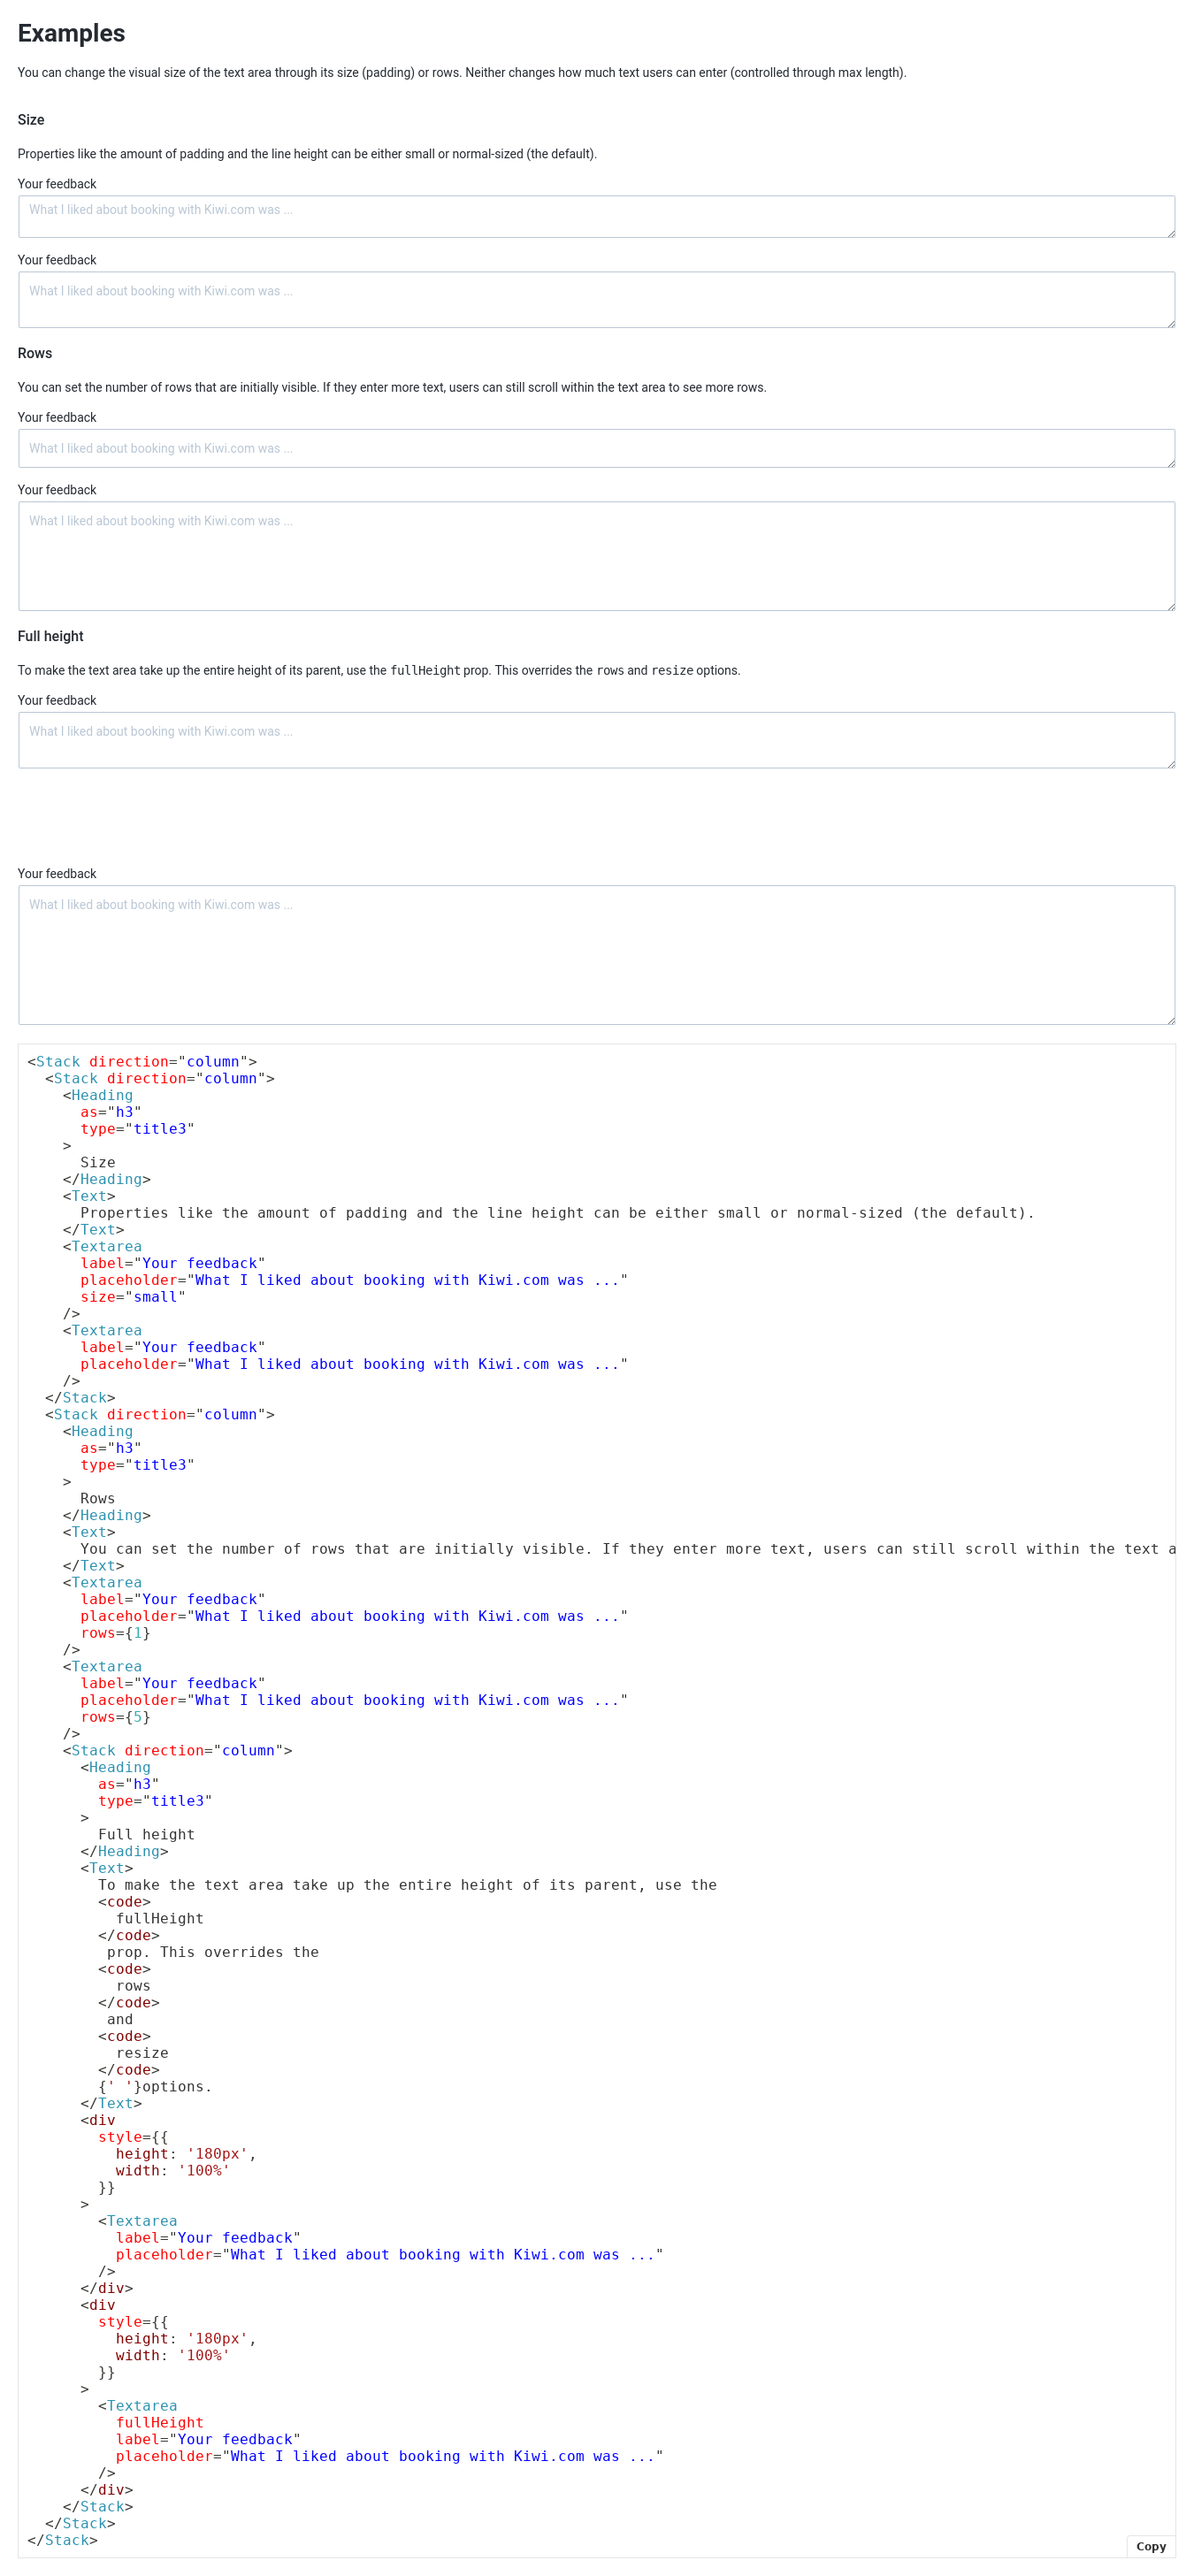 Examples
You can change the visual size of the text area through its size (padding) or rows. Neither changes how much text users can enter (controlled through max length).
Size
Properties like the amount of padding and the line height can be either small or normal-sized (the default).
Your feedback
What I liked about booking with Kiwi.com was ...
Your feedback
What I liked about booking with Kiwi.com was ...
Rows
You can set the number of rows that are initially visible. If they enter more text, users can still scroll within the text area to see more rows.
Your feedback
What I liked about booking with Kiwi.com was ...
Your feedback
What I liked about booking with Kiwi.com was ...
Full height
To make the text area take up the entire height of its parent, use the fullHeight prop. This overrides the rows and resize options.
Your feedback
What I liked about booking with Kiwi.com was ...
Your feedback
What I liked about booking with Kiwi.com was ...
<Stack direction="column">
  <Stack direction="column">
    <Heading
      as="h3"
      type="title3"
    >
      Size
    </Heading>
    <Text>
      Properties like the amount of padding and the line height can be either small or normal-sized (the default).
    </Text>
    <Textarea
      label="Your feedback"
      placeholder="What I liked about booking with Kiwi.com was ..."
      size="small"
    />
    <Textarea
      label="Your feedback"
      placeholder="What I liked about booking with Kiwi.com was ..."
    />
  </Stack>
  <Stack direction="column">
    <Heading
      as="h3"
      type="title3"
    >
      Rows
    </Heading>
    <Text>
      You can set the number of rows that are initially visible. If they enter more text, users can still scroll within the text a
    </Text>
    <Textarea
      label="Your feedback"
      placeholder="What I liked about booking with Kiwi.com was ..."
      rows={1}
    />
    <Textarea
      label="Your feedback"
      placeholder="What I liked about booking with Kiwi.com was ..."
      rows={5}
    />
    <Stack direction="column">
      <Heading
        as="h3"
        type="title3"
      >
        Full height
      </Heading>
      <Text>
        To make the text area take up the entire height of its parent, use the
        <code>
          fullHeight
        </code>
         prop. This overrides the
        <code>
          rows
        </code>
         and
        <code>
          resize
        </code>
        {' '}options.
      </Text>
      <div
        style={{
          height: '180px',
          width: '100%'
        }}
      >
        <Textarea
          label="Your feedback"
          placeholder="What I liked about booking with Kiwi.com was ..."
        />
      </div>
      <div
        style={{
          height: '180px',
          width: '100%'
        }}
      >
        <Textarea
          fullHeight
          label="Your feedback"
          placeholder="What I liked about booking with Kiwi.com was ..."
        />
      </div>
    </Stack>
  </Stack>
</Stack>
Copy